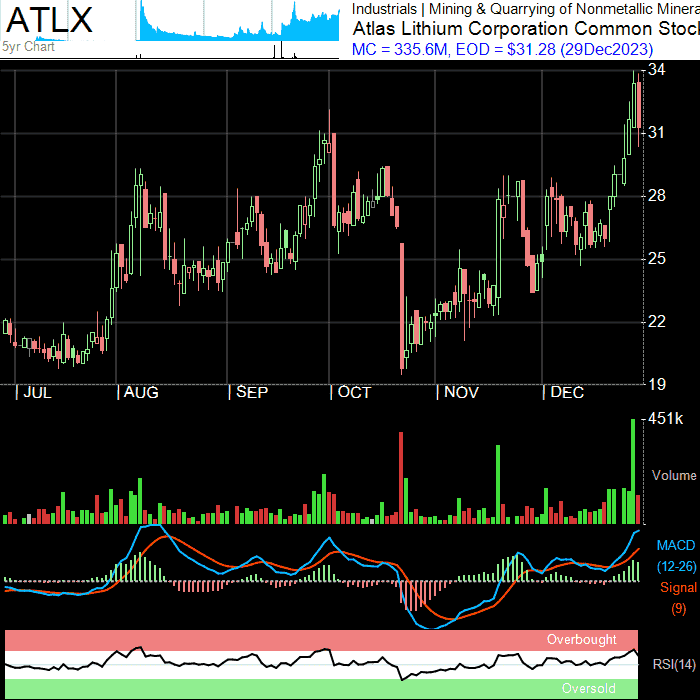 ATLX
5yr Chart
Industrials | Mining & Quarrying of Nonmetallic Minera
Atlas Lithium Corporation Common Stoc
MC = 335.6M, EOD = $31.28 (29Dec2023)
34
31
28
25
22
19
| JUL | AUG | SEP | OCT | NOV | DEC
451k
Volume
MACD
(12-26)
Signal
(9)
Overbought
RSI(14)
Oversold